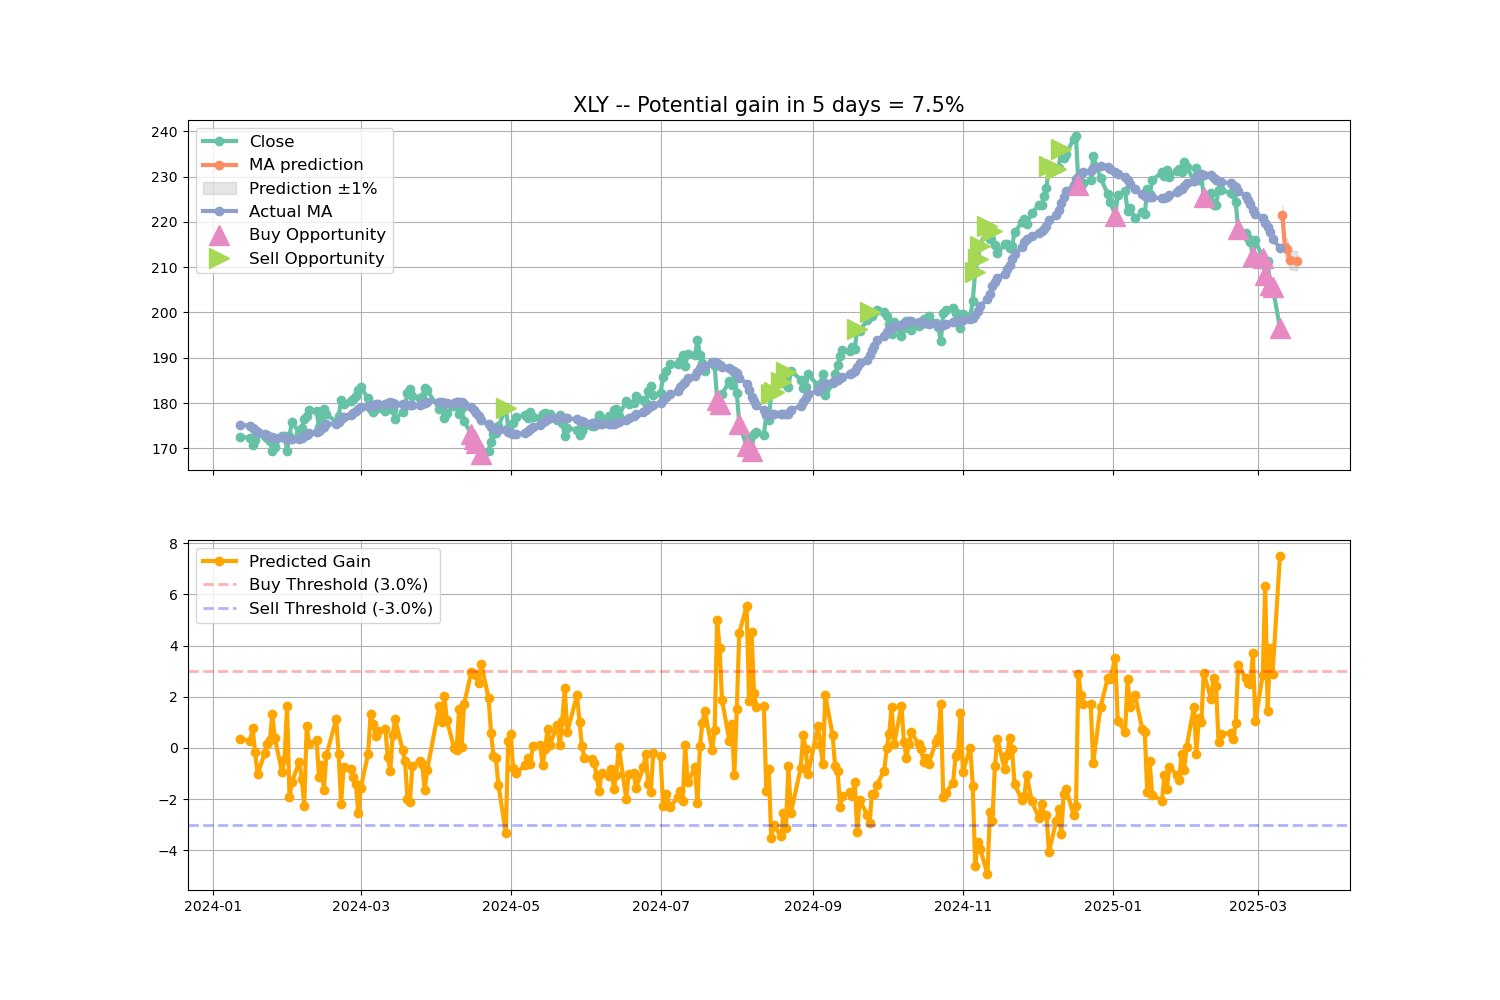 XLY -- Potential gain in 5 days = 7.5%
240
230
220
210
200
190
180
170
Close
MA prediction
Prediction ±1%
Actual MA
Buy Opportunity
Sell Opportunity
8
6
4
2
0
−2
−4
Predicted Gain
Buy Threshold (3.0%)
Sell Threshold (-3.0%)
2024-01
2024-03
2024-05
2024-07
2024-09
2024-11
2025-01
2025-03